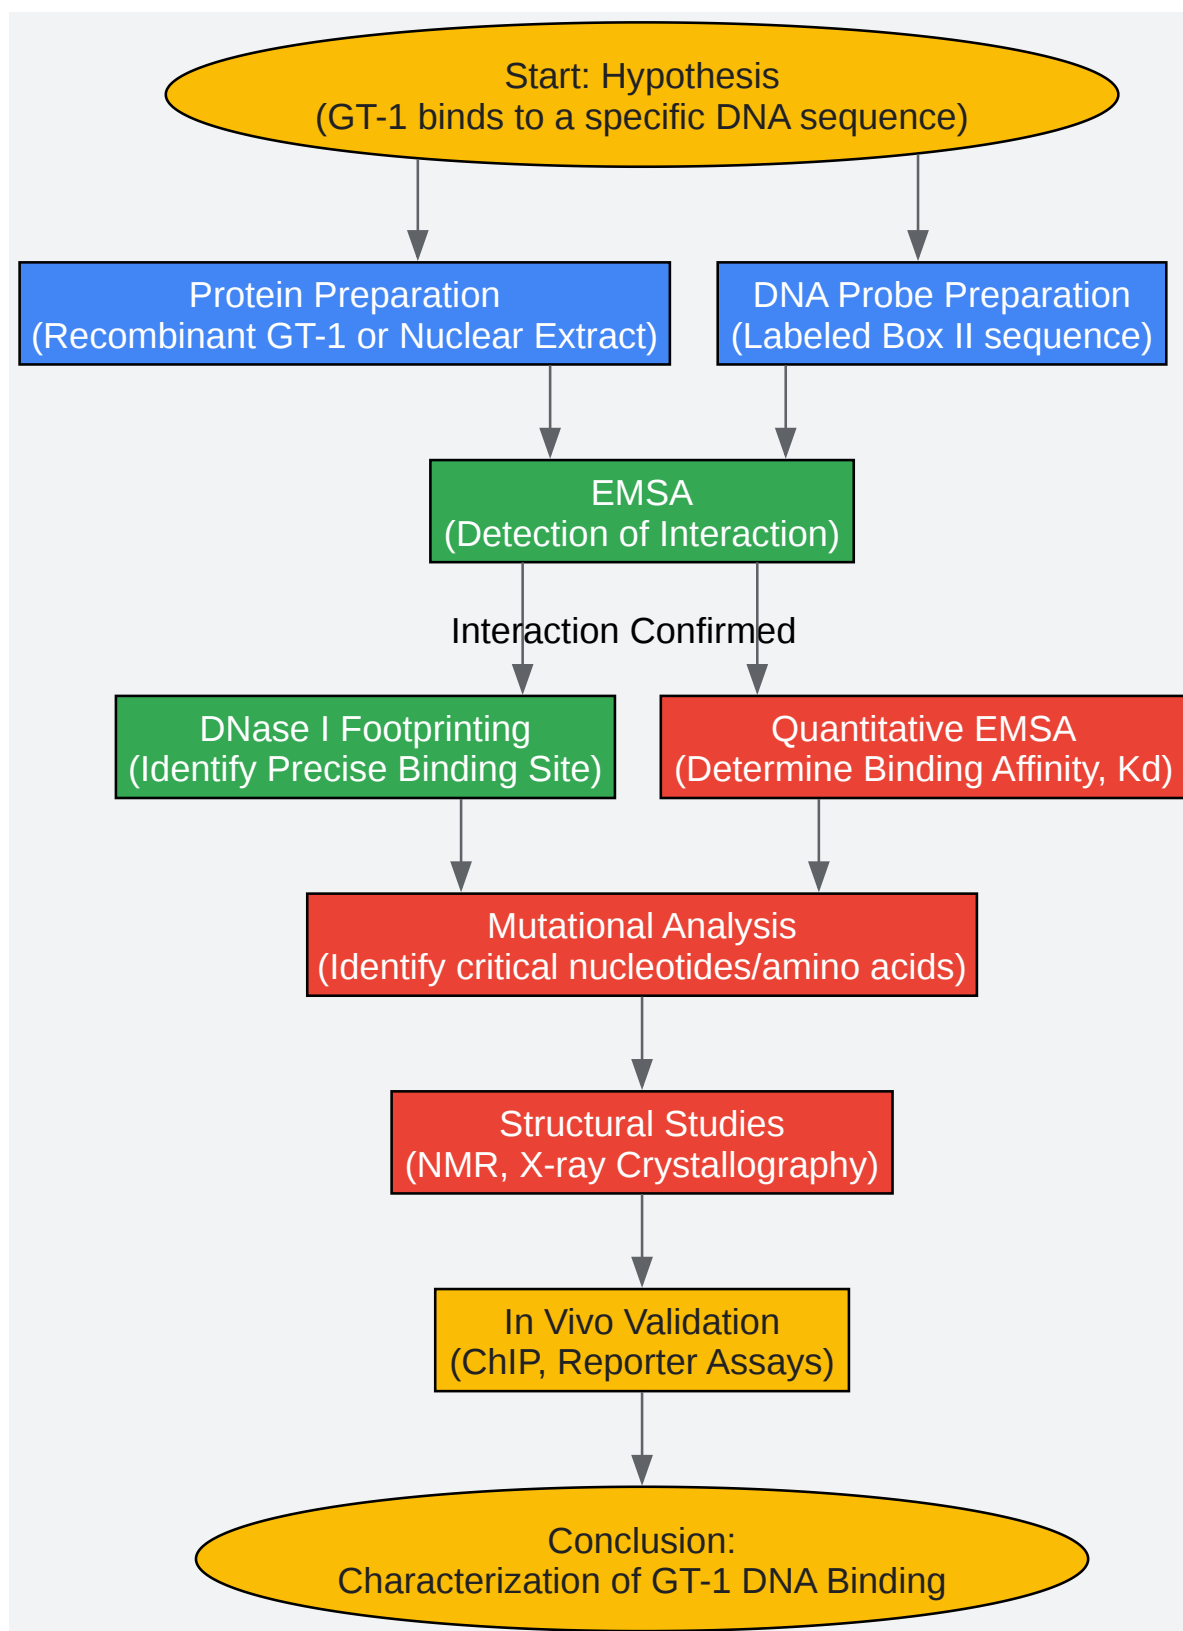 Start: Hypothesis
(GT-1 binds to a specific DNA sequence)
Protein Preparation
(Recombinant GT-1 or Nuclear Extract)
DNA Probe Preparation
(Labeled Box II sequence)
EMSA
(Detection of Interaction)
Interaction Confirmed
DNase I Footprinting
(Identify Precise Binding Site)
Quantitative EMSA
(Determine Binding Affinity, Kd)
Mutational Analysis
(Identify critical nucleotides/amino acids)
Structural Studies
(NMR, X-ray Crystallography)
In Vivo Validation
(ChIP, Reporter Assays)
Conclusion:
Characterization of GT-1 DNA Binding